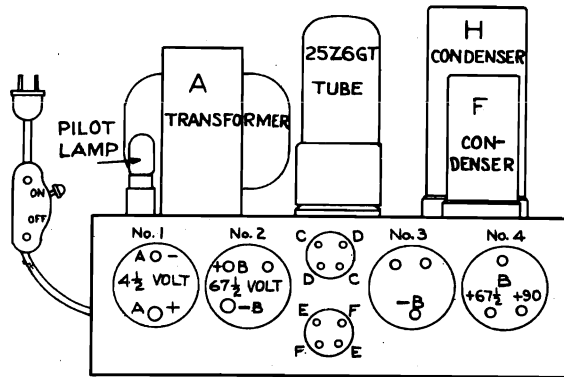 25Z6GT
TUBE
H
CONDENSER
A
TRANSFORMER
F
CON-
DENSER
PILOT
LAMP
ON
OFF
No. 1
A -
4½ VOLT
A +
No. 2
+ B
67½ VOLT
- B
C D
D C
E F
F E
No. 3
- B
No. 4
B
+67½ +90